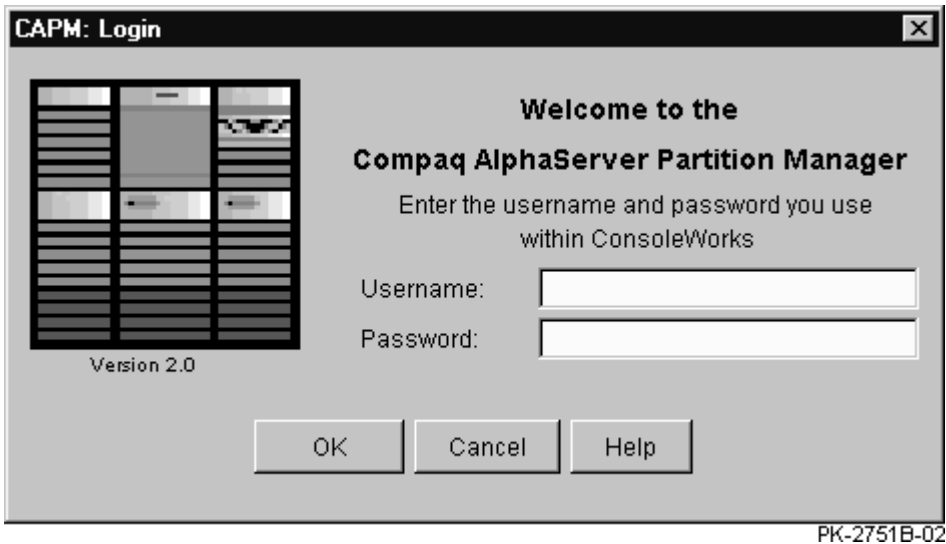 CAPM: Login
Welcome to the
Compaq AlphaServer Partition Manager
Enter the username and password you use
within ConsoleWorks
Username:
Password:
Version 2.0
OK
Cancel
Help
PK-2751B-02